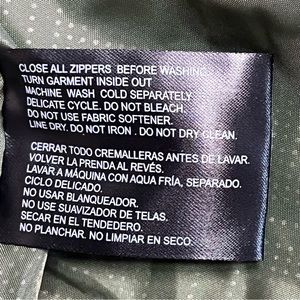 CLOSE ALL ZIPPERS BEFORE WASHING.
TURN GARMENT INSIDE OUT
MACHINE WASH COLD SEPARATELY
DELICATE CYCLE. DO NOT BLEACH.
DO NOT USE FABRIC SOFTENER.
LINE DRY. DO NOT IRON . DO NOT DRY CLEAN.
CERRAR TODO CREMALLERAS ANTES DE LAVAR.
VOLVER LA PRENDA AL REVÉS.
LAVAR A MÁQUINA CON AQUA FRÍA, SEPARADO.
CICLO DELICADO.
NO USAR BLANQUEADOR.
NO USE SUAVIZADOR DE TELAS.
SECAR EN EL TENDEDERO.
NO PLANCHAR. NO LIMPIAR EN SECO.